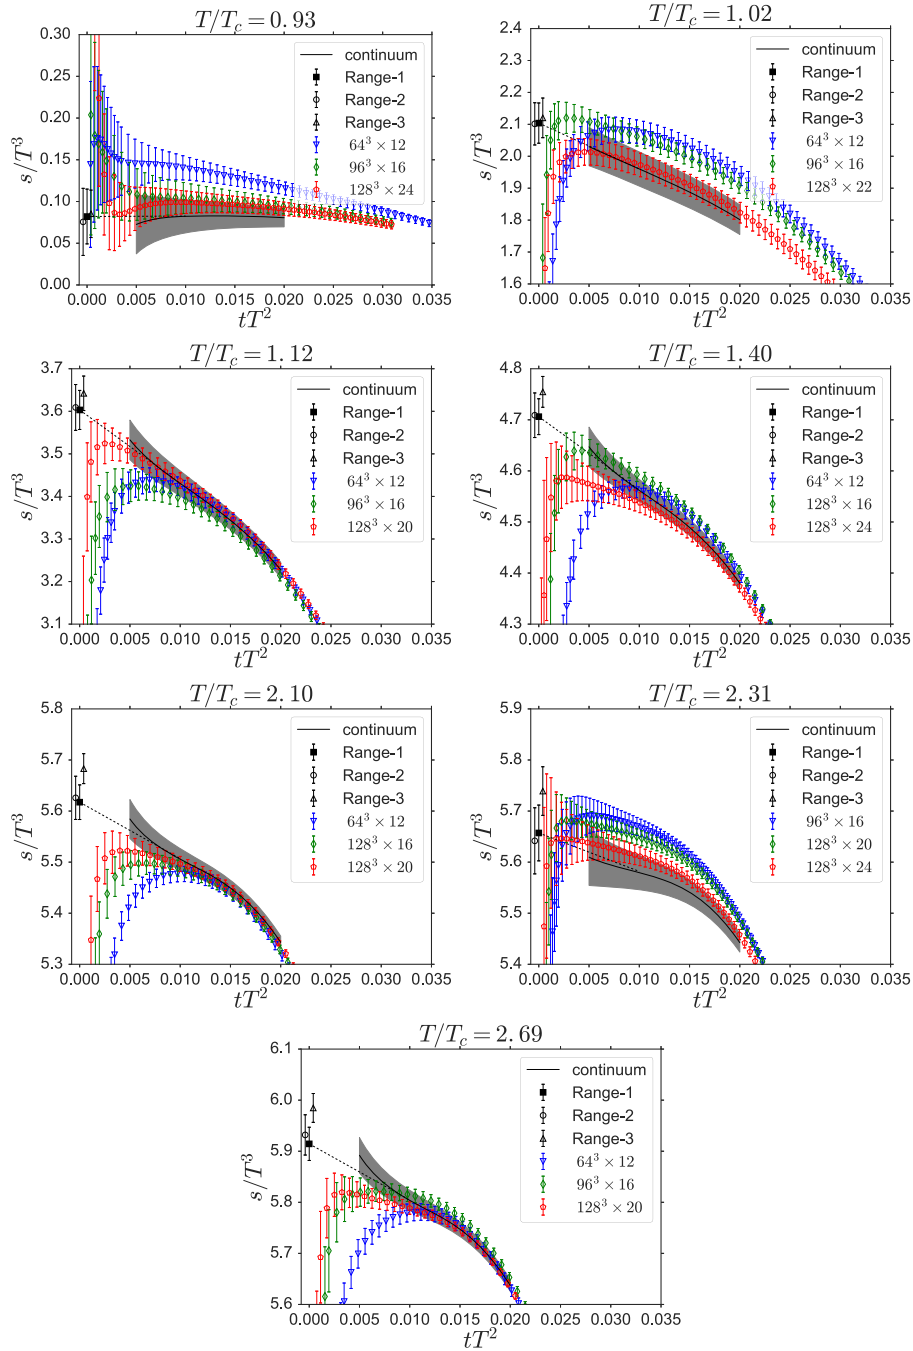 T/T_c = 0.93
s/T^3
0.30
0.25
0.20
0.15
0.10
0.05
0.00
continuum
Range-1
Range-2
Range-3
64^3 × 12
96^3 × 16
128^3 × 24
0.000 0.005 0.010 0.015 0.020 0.025 0.030 0.035
tT^2
T/T_c = 1.02
s/T^3
2.4
2.3
2.2
2.1
2.0
1.9
1.8
1.7
1.6
continuum
Range-1
Range-2
Range-3
64^3 × 12
96^3 × 16
128^3 × 22
0.000 0.005 0.010 0.015 0.020 0.025 0.030 0.035
tT^2
T/T_c = 1.12
s/T^3
3.7
3.6
3.5
3.4
3.3
3.2
3.1
continuum
Range-1
Range-2
Range-3
64^3 × 12
96^3 × 16
128^3 × 20
0.000 0.005 0.010 0.015 0.020 0.025 0.030 0.035
tT^2
T/T_c = 1.40
s/T^3
4.8
4.7
4.6
4.5
4.4
4.3
continuum
Range-1
Range-2
Range-3
64^3 × 12
128^3 × 16
128^3 × 24
0.000 0.005 0.010 0.015 0.020 0.025 0.030 0.035
tT^2
T/T_c = 2.10
s/T^3
5.8
5.7
5.6
5.5
5.4
5.3
continuum
Range-1
Range-2
Range-3
64^3 × 12
128^3 × 16
128^3 × 20
0.000 0.005 0.010 0.015 0.020 0.025 0.030 0.035
tT^2
T/T_c = 2.31
s/T^3
5.9
5.8
5.7
5.6
5.5
5.4
continuum
Range-1
Range-2
Range-3
96^3 × 16
128^3 × 20
128^3 × 24
0.000 0.005 0.010 0.015 0.020 0.025 0.030 0.035
tT^2
T/T_c = 2.69
s/T^3
6.1
6.0
5.9
5.8
5.7
5.6
continuum
Range-1
Range-2
Range-3
64^3 × 12
96^3 × 16
128^3 × 20
0.000 0.005 0.010 0.015 0.020 0.025 0.030 0.035
tT^2